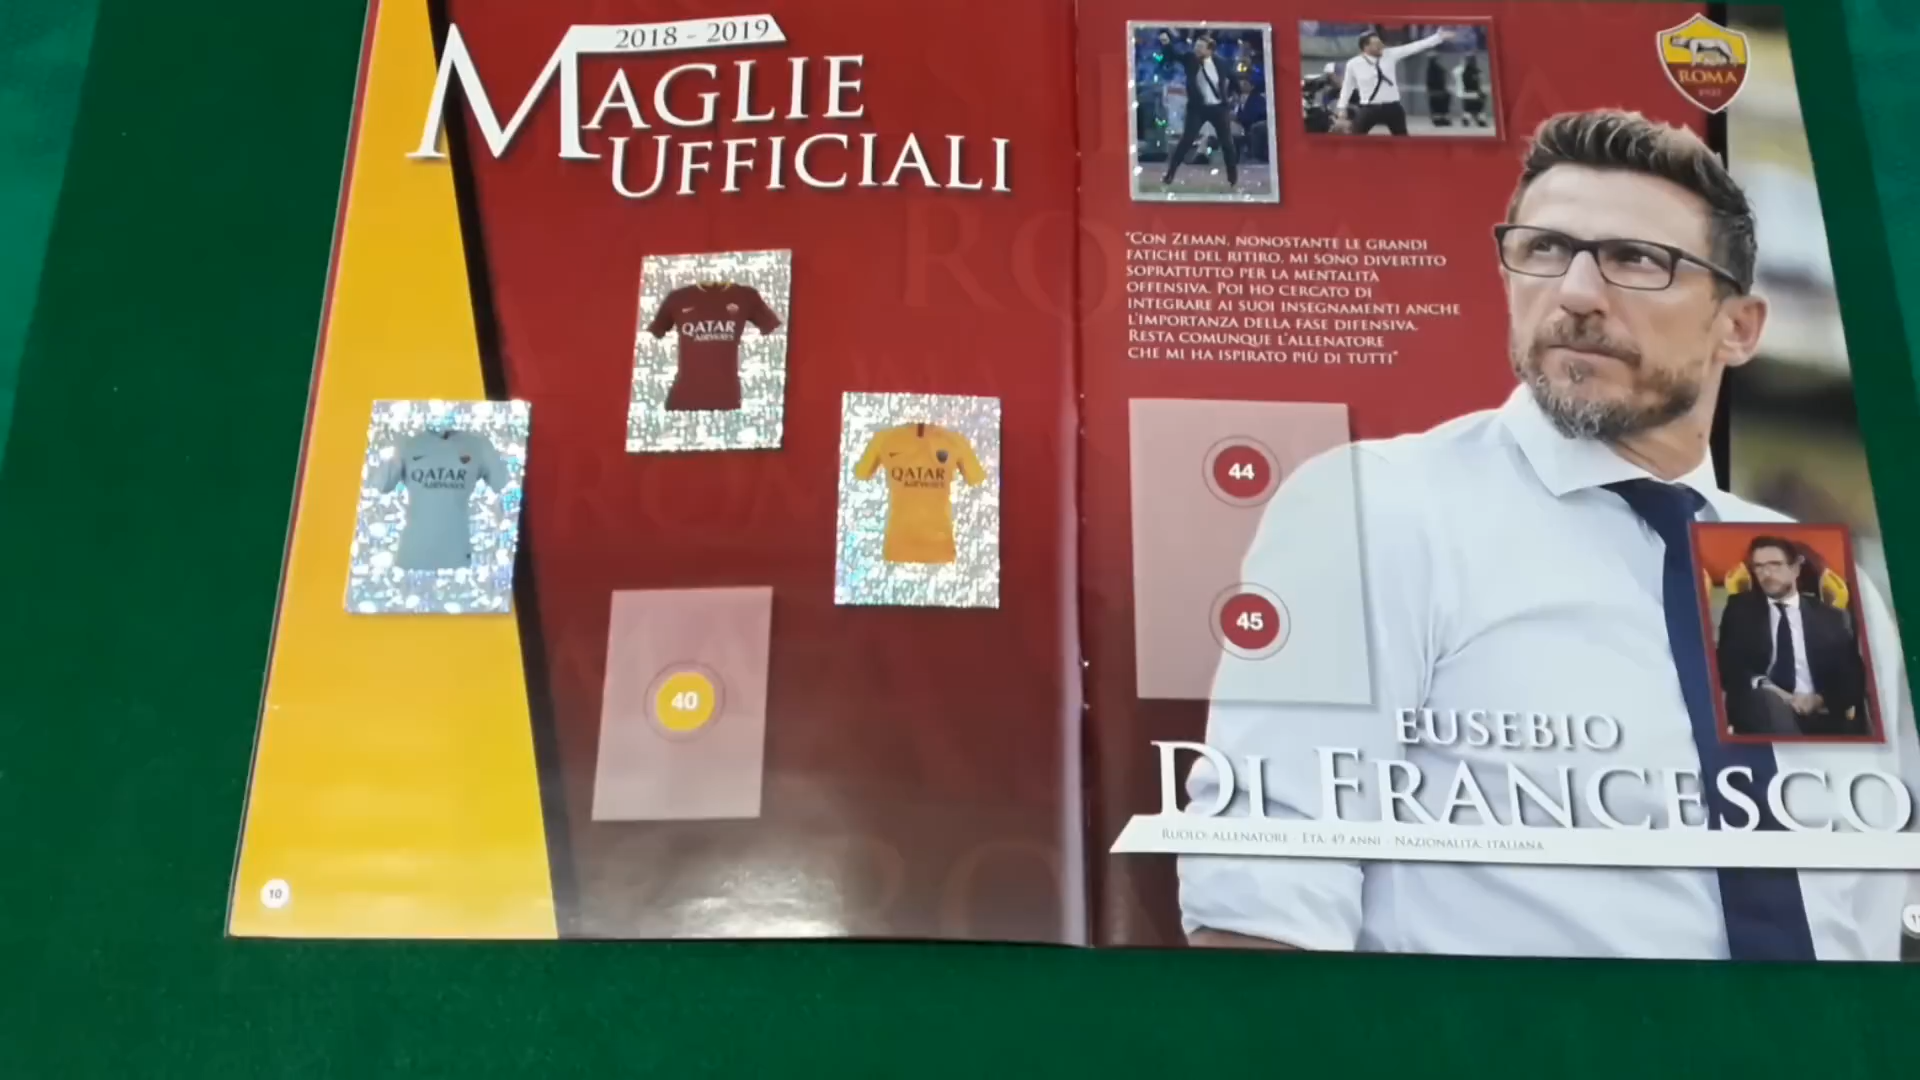 2018 - 2019
MAGLIE
UFFICIALI
QATAR
AIRWAYS
QATAR
AIRWAYS
QATAR
AIRWAYS
40
10
ROMA
1927
"CON ZEMAN, NONOSTANTE LE GRANDI
FATICHE DEL RITIRO, MI SONO DIVERTITO
SOPRATTUTTO PER LA MENTALITÀ
OFFENSIVA. POI HO CERCATO DI
INTEGRARE AI SUOI INSEGNAMENTI ANCHE
L'IMPORTANZA DELLA FASE DIFENSIVA.
RESTA COMUNQUE L'ALLENATORE
CHE MI HA ISPIRATO PIÙ DI TUTTI"
44
45
EUSEBIO
DI FRANCESCO
RUOLO: ALLENATORE - ETÀ: 49 ANNI - NAZIONALITÀ: ITALIANA